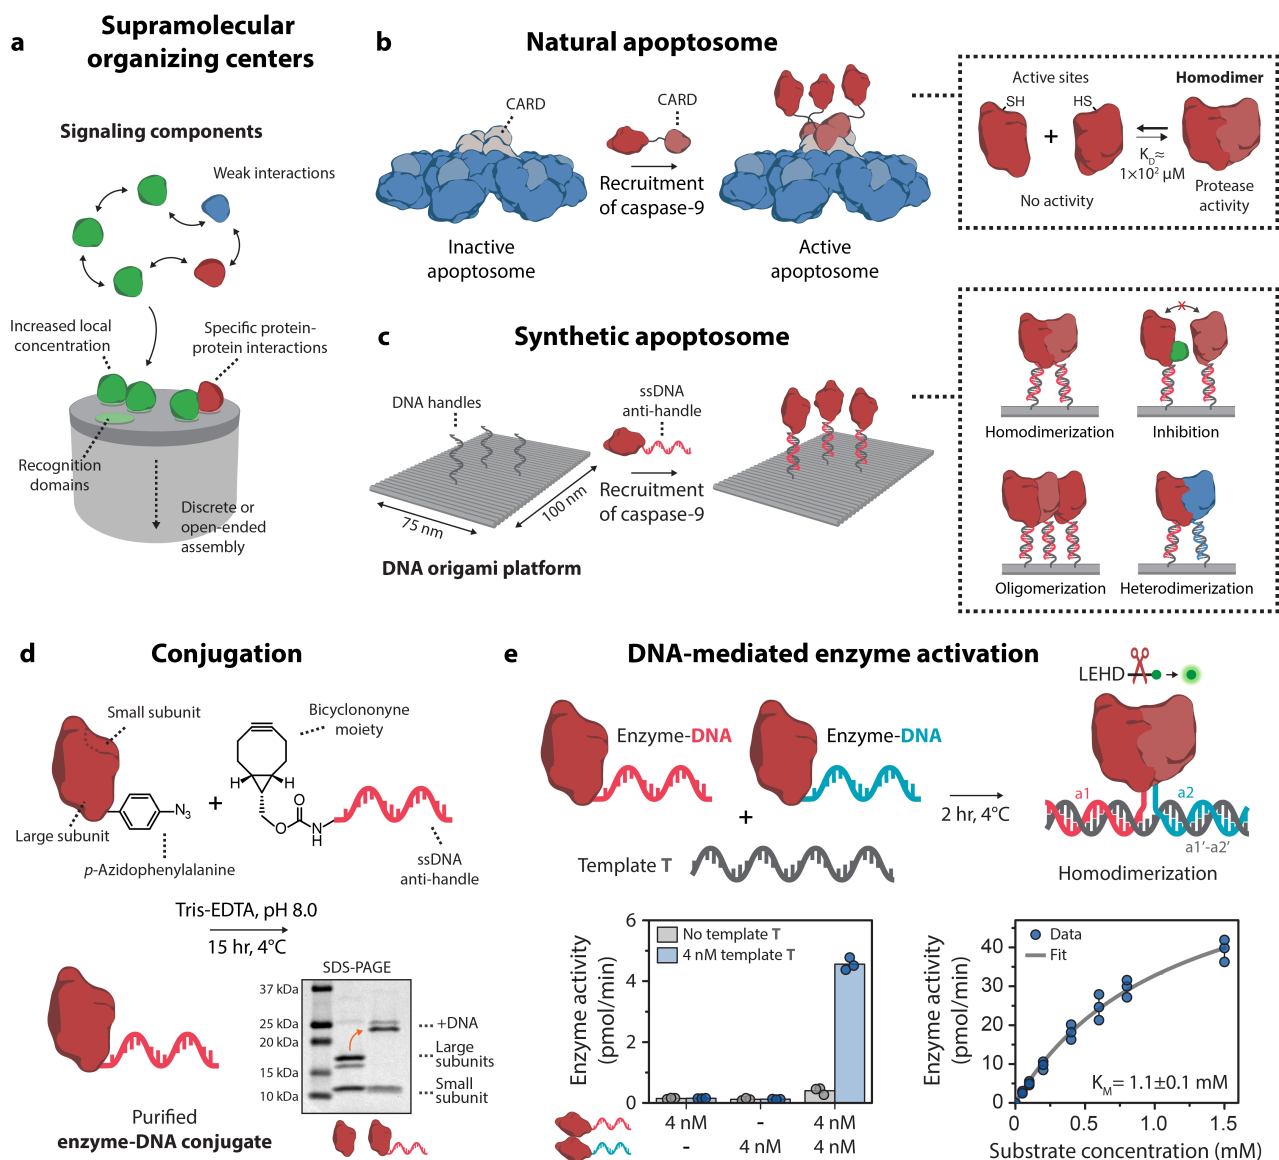 a
Supramolecular
organizing centers
Signaling components
Weak interactions
Increased local
concentration
Specific protein-
protein interactions
Recognition
domains
Discrete or
open-ended
assembly
b
Natural apoptosome
CARD
CARD
Recruitment
of caspase-9
Inactive
apoptosome
Active
apoptosome
Active sites
Homodimer
SH
HS
+
K_D≈
1×10² µM
No activity
Protease
activity
c
Synthetic apoptosome
DNA handles
ssDNA
anti-handle
Recruitment
of caspase-9
75 nm
100 nm
DNA origami platform
x
Homodimerization
Inhibition
Oligomerization
Heterodimerization
d
Conjugation
Small subunit
Bicyclononyne
moiety
Large subunit
N₃
+
H
H
O
O
N
H
p-Azidophenylalanine
ssDNA
anti-handle
Tris-EDTA, pH 8.0
15 hr, 4°C
SDS-PAGE
37 kDa
25 kDa
20 kDa
15 kDa
10 kDa
+DNA
Large
subunits
Small
subunit
Purified
enzyme-DNA conjugate
e
DNA-mediated enzyme activation
LEHD
Enzyme-DNA
Enzyme-DNA
+
Template T
2 hr, 4°C
a1
a2
a1′-a2′
Homodimerization
Enzyme activity
(pmol/min)
6
4
2
0
No template T
4 nM template T
4 nM - 4 nM
- 4 nM 4 nM
Enzyme activity
(pmol/min)
40
30
20
10
0
Data
Fit
K_M= 1.1±0.1 mM
0 0.5 1.0 1.5
Substrate concentration (mM)